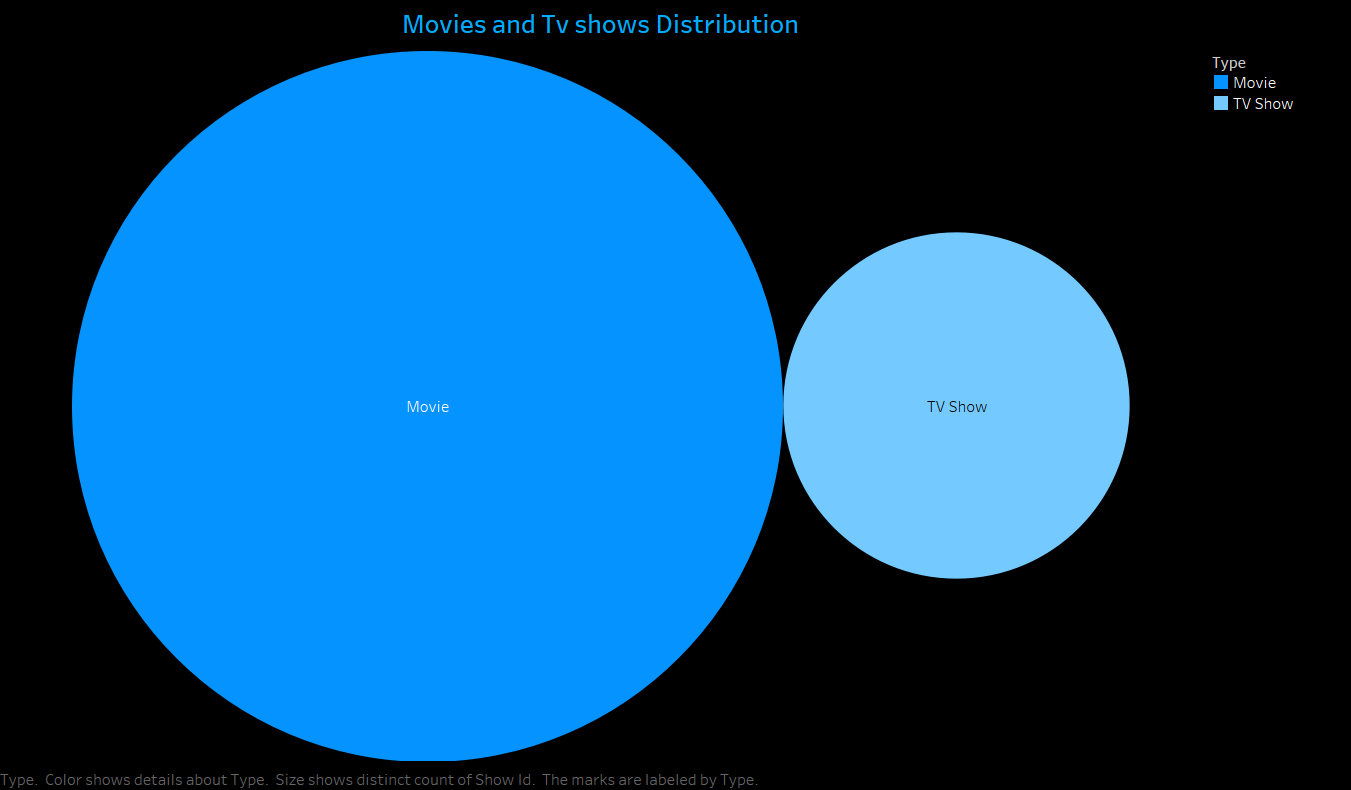 Movies and Tv shows Distribution
Type
Movie
TV Show
Movie
TV Show
Type.  Color shows details about Type.  Size shows distinct count of Show Id.  The marks are labeled by Type.